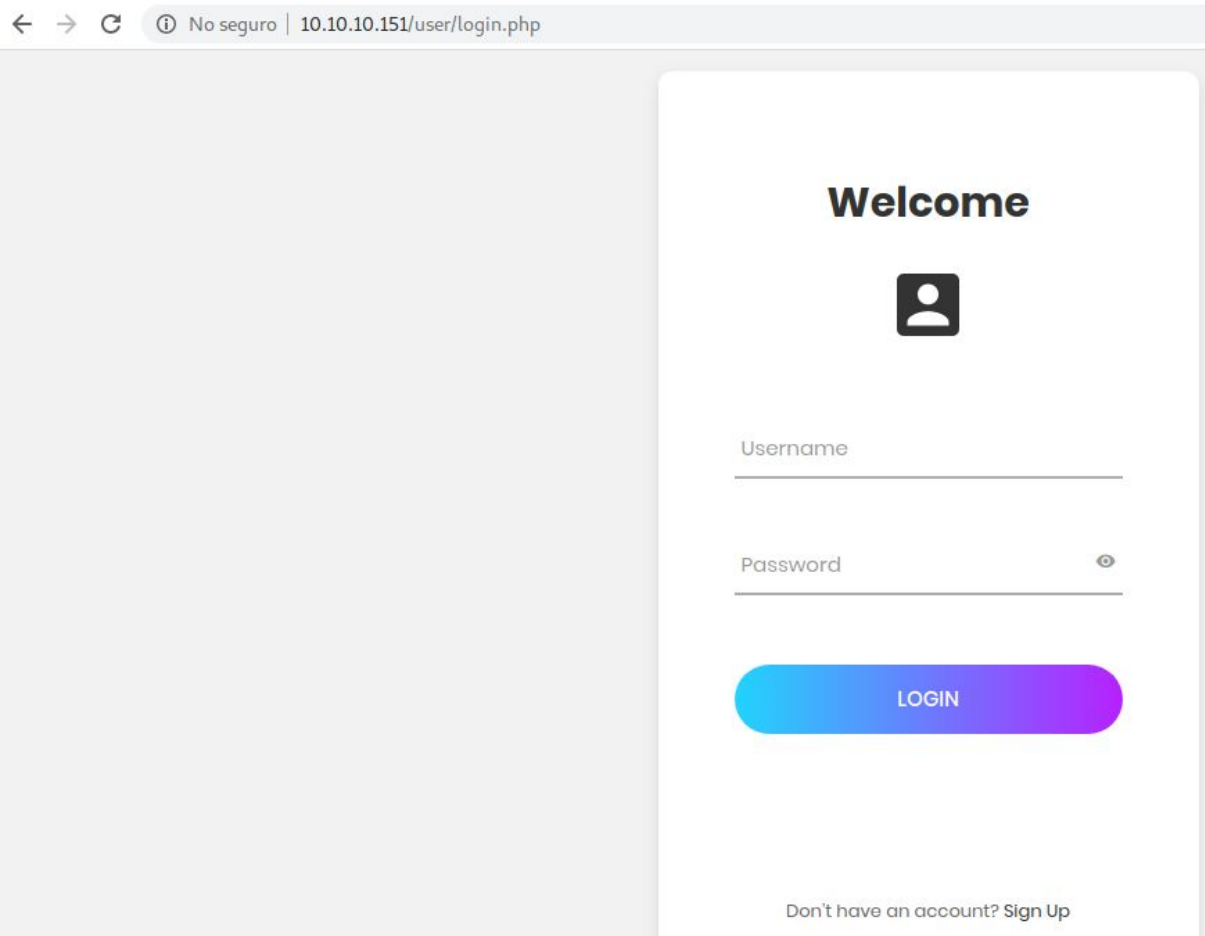 No seguro | 10.10.10.151/user/login.php
Welcome
Username
Password
LOGIN
Don't have an account? Sign Up